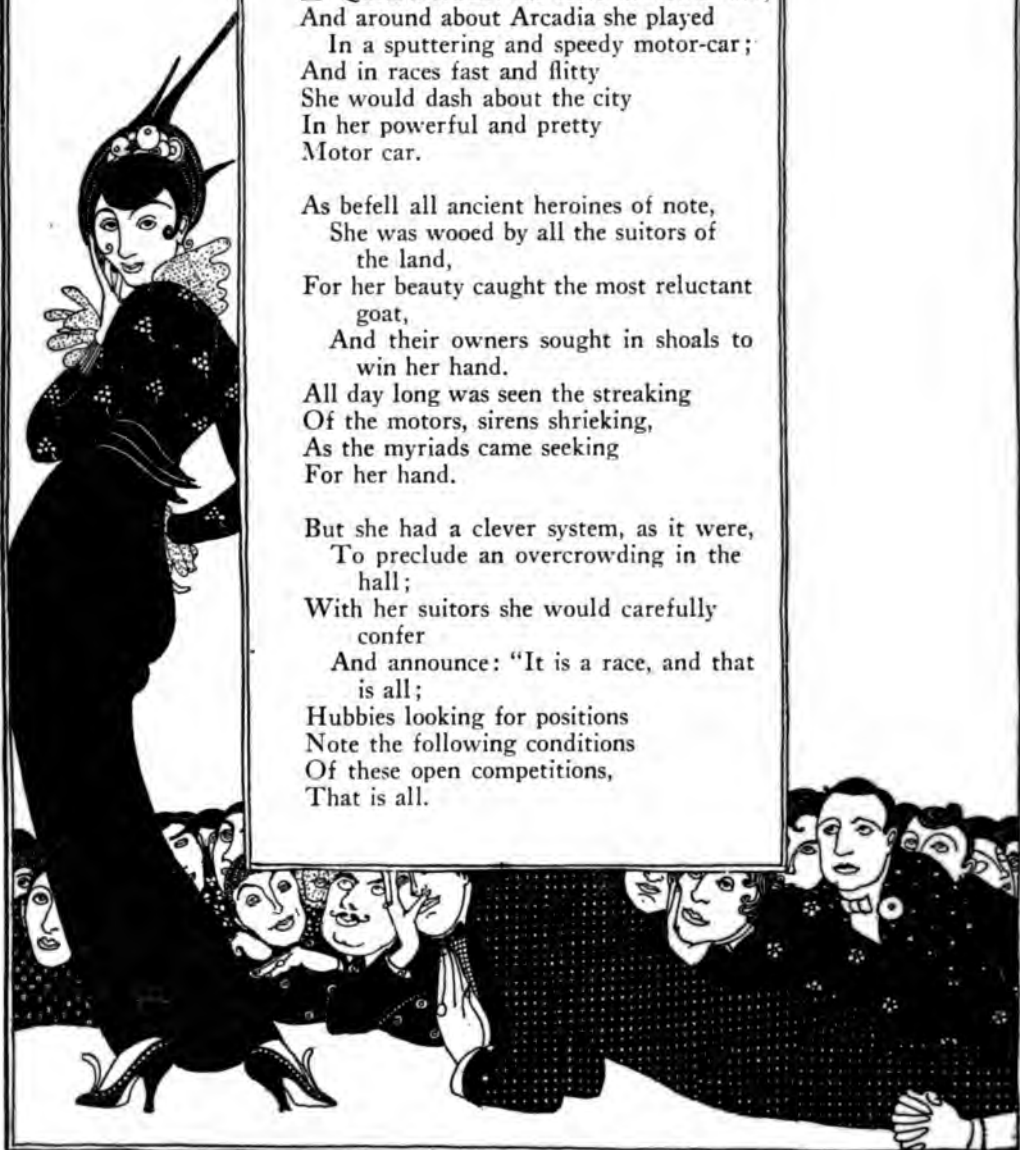 And around about Arcadia she played
In a sputtering and speedy motor-car;
And in races fast and flitty
She would dash about the city
In her powerful and pretty
Motor car.
As befell all ancient heroines of note,
She was wooed by all the suitors of
the land,
For her beauty caught the most reluctant
goat,
And their owners sought in shoals to
win her hand.
All day long was seen the streaking
Of the motors, sirens shrieking,
As the myriads came seeking
For her hand.
But she had a clever system, as it were,
To preclude an overcrowding in the
hall;
With her suitors she would carefully
confer
And announce: "It is a race, and that
is all;
Hubbies looking for positions
Note the following conditions
Of these open competitions,
That is all.